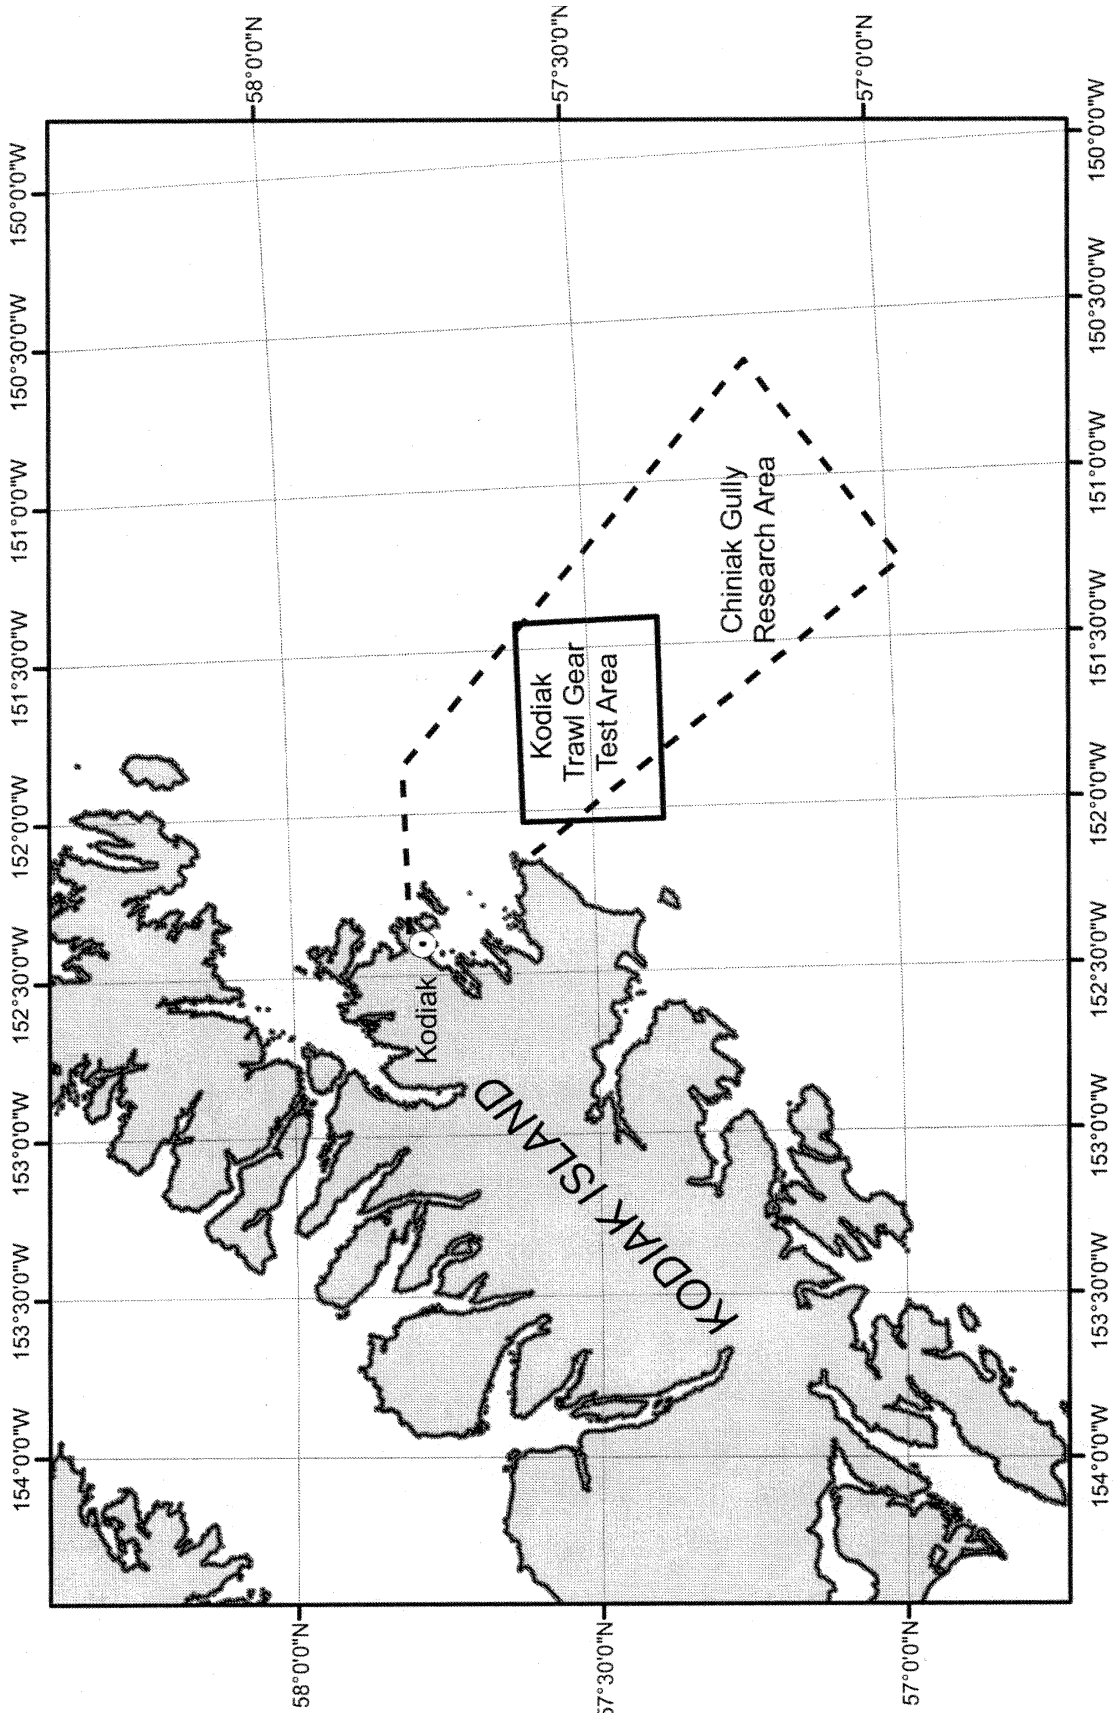 154°0'0"W
153°30'0"W
153°0'0"W
152°30'0"W
152°0'0"W
151°30'0"W
151°0'0"W
150°30'0"W
150°0'0"W
58°0'0"N
58°0'0"N
Kodiak
KODIAK ISLAND
Kodiak
Trawl Gear
Test Area
57°30'0"N
57°30'0"N
Chiniak Gully
Research Area
57°0'0"N
57°0'0"N
154°0'0"W
153°30'0"W
153°0'0"W
152°30'0"W
152°0'0"W
151°30'0"W
151°0'0"W
150°30'0"W
150°0'0"W